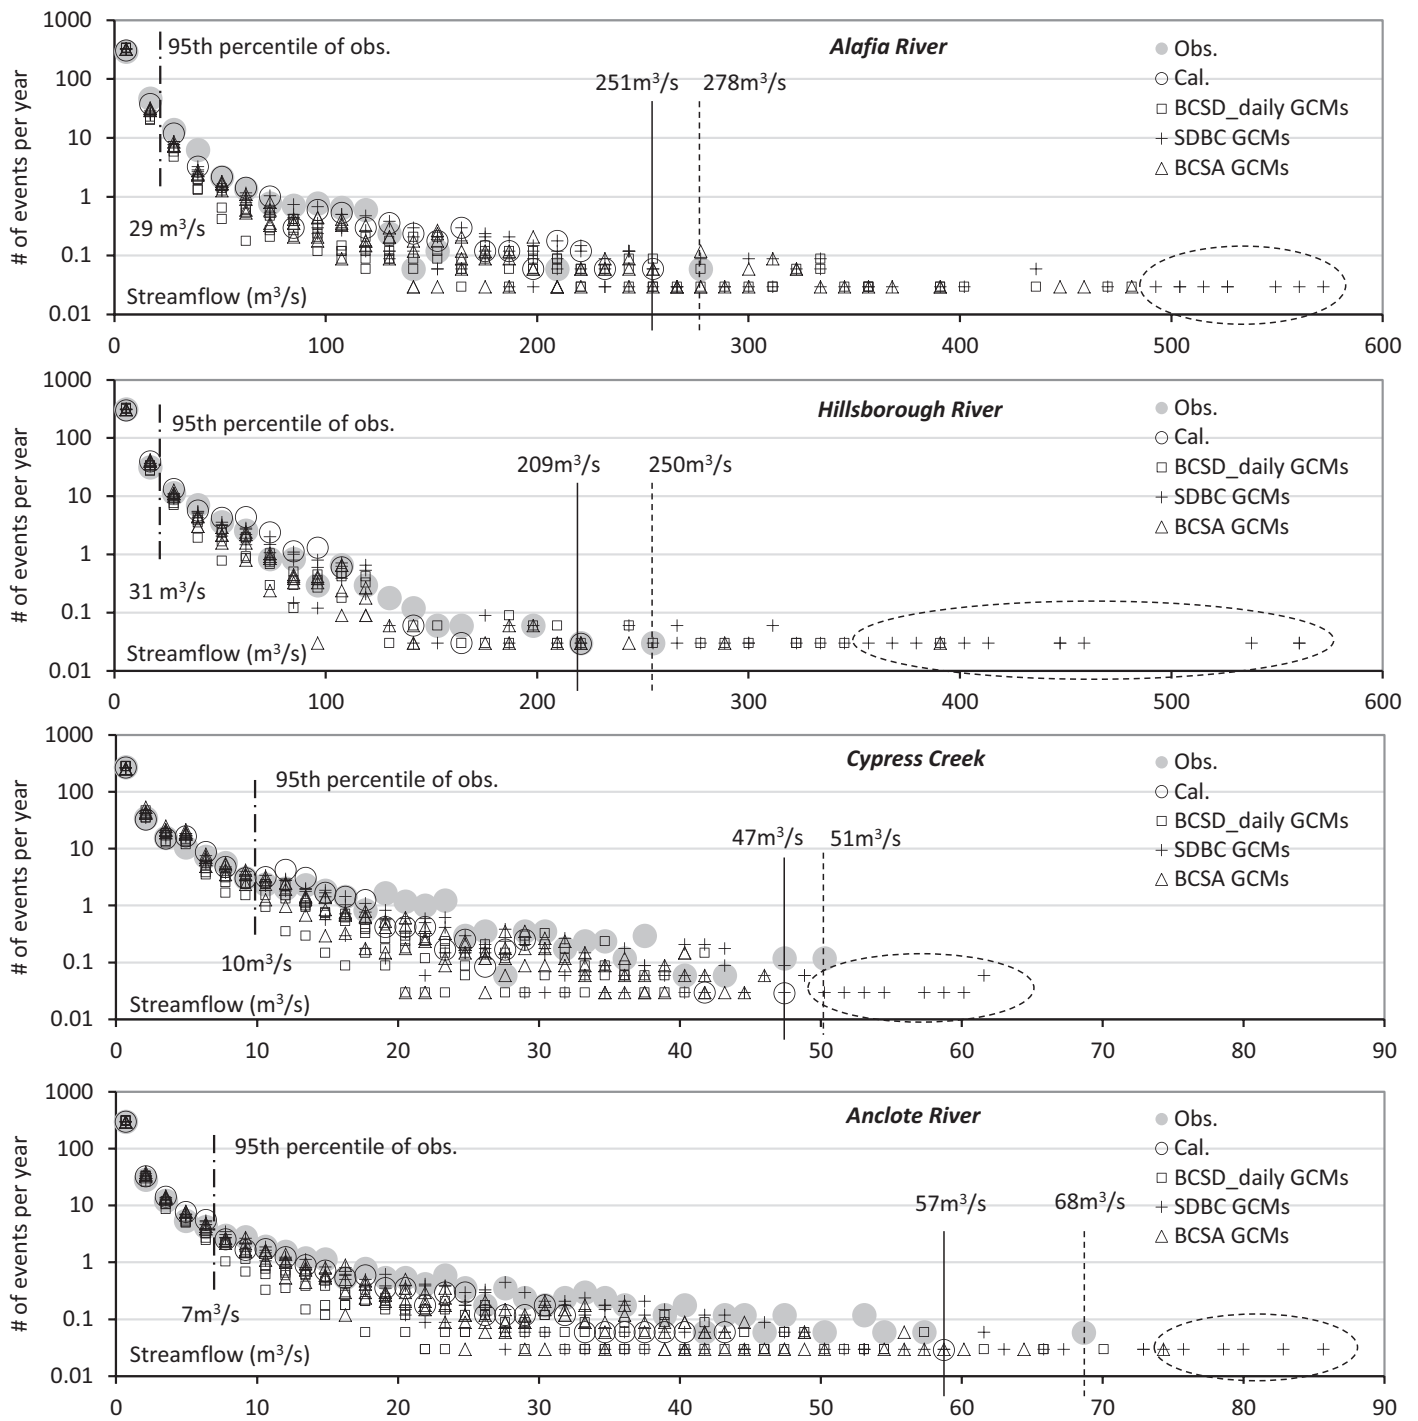 1000
95th percentile of obs.
Alafia River
Obs.
Cal.
100
251m³/s
278m³/s
BCSD_daily GCMs
10
SDBC GCMs
BCSA GCMs
1
# of events per year
29 m³/s
0.1
Streamflow (m³/s)
0.01
0 100 200 300 400 500 600
1000
95th percentile of obs.
Hillsborough River
Obs.
Cal.
100
209m³/s
250m³/s
BCSD_daily GCMs
10
SDBC GCMs
BCSA GCMs
1
# of events per year
31 m³/s
0.1
Streamflow (m³/s)
0.01
0 100 200 300 400 500 600
1000
95th percentile of obs.
Cypress Creek
Obs.
Cal.
100
47m³/s
51m³/s
BCSD_daily GCMs
10
SDBC GCMs
BCSA GCMs
1
# of events per year
10m³/s
0.1
Streamflow (m³/s)
0.01
0 10 20 30 40 50 60 70 80 90
1000
95th percentile of obs.
Anclote River
Obs.
Cal.
100
57m³/s
68m³/s
BCSD_daily GCMs
10
SDBC GCMs
BCSA GCMs
1
# of events per year
7m³/s
0.1
Streamflow (m³/s)
0.01
0 10 20 30 40 50 60 70 80 90